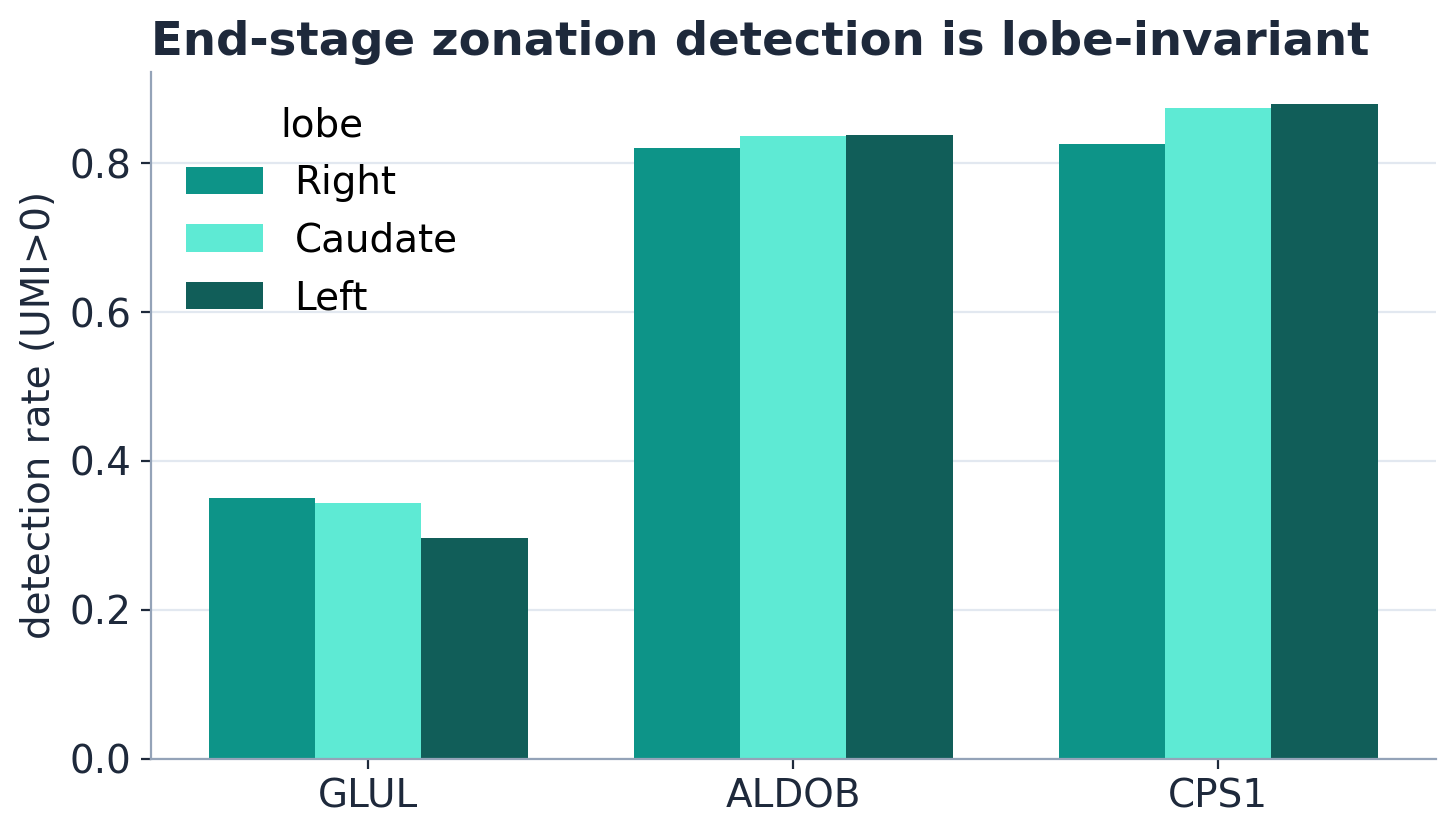 End-stage zonation detection is lobe-invariant
detection rate (UMI>0)
0.8
0.6
0.4
0.2
0.0
lobe
Right
Caudate
Left
GLUL
ALDOB
CPS1